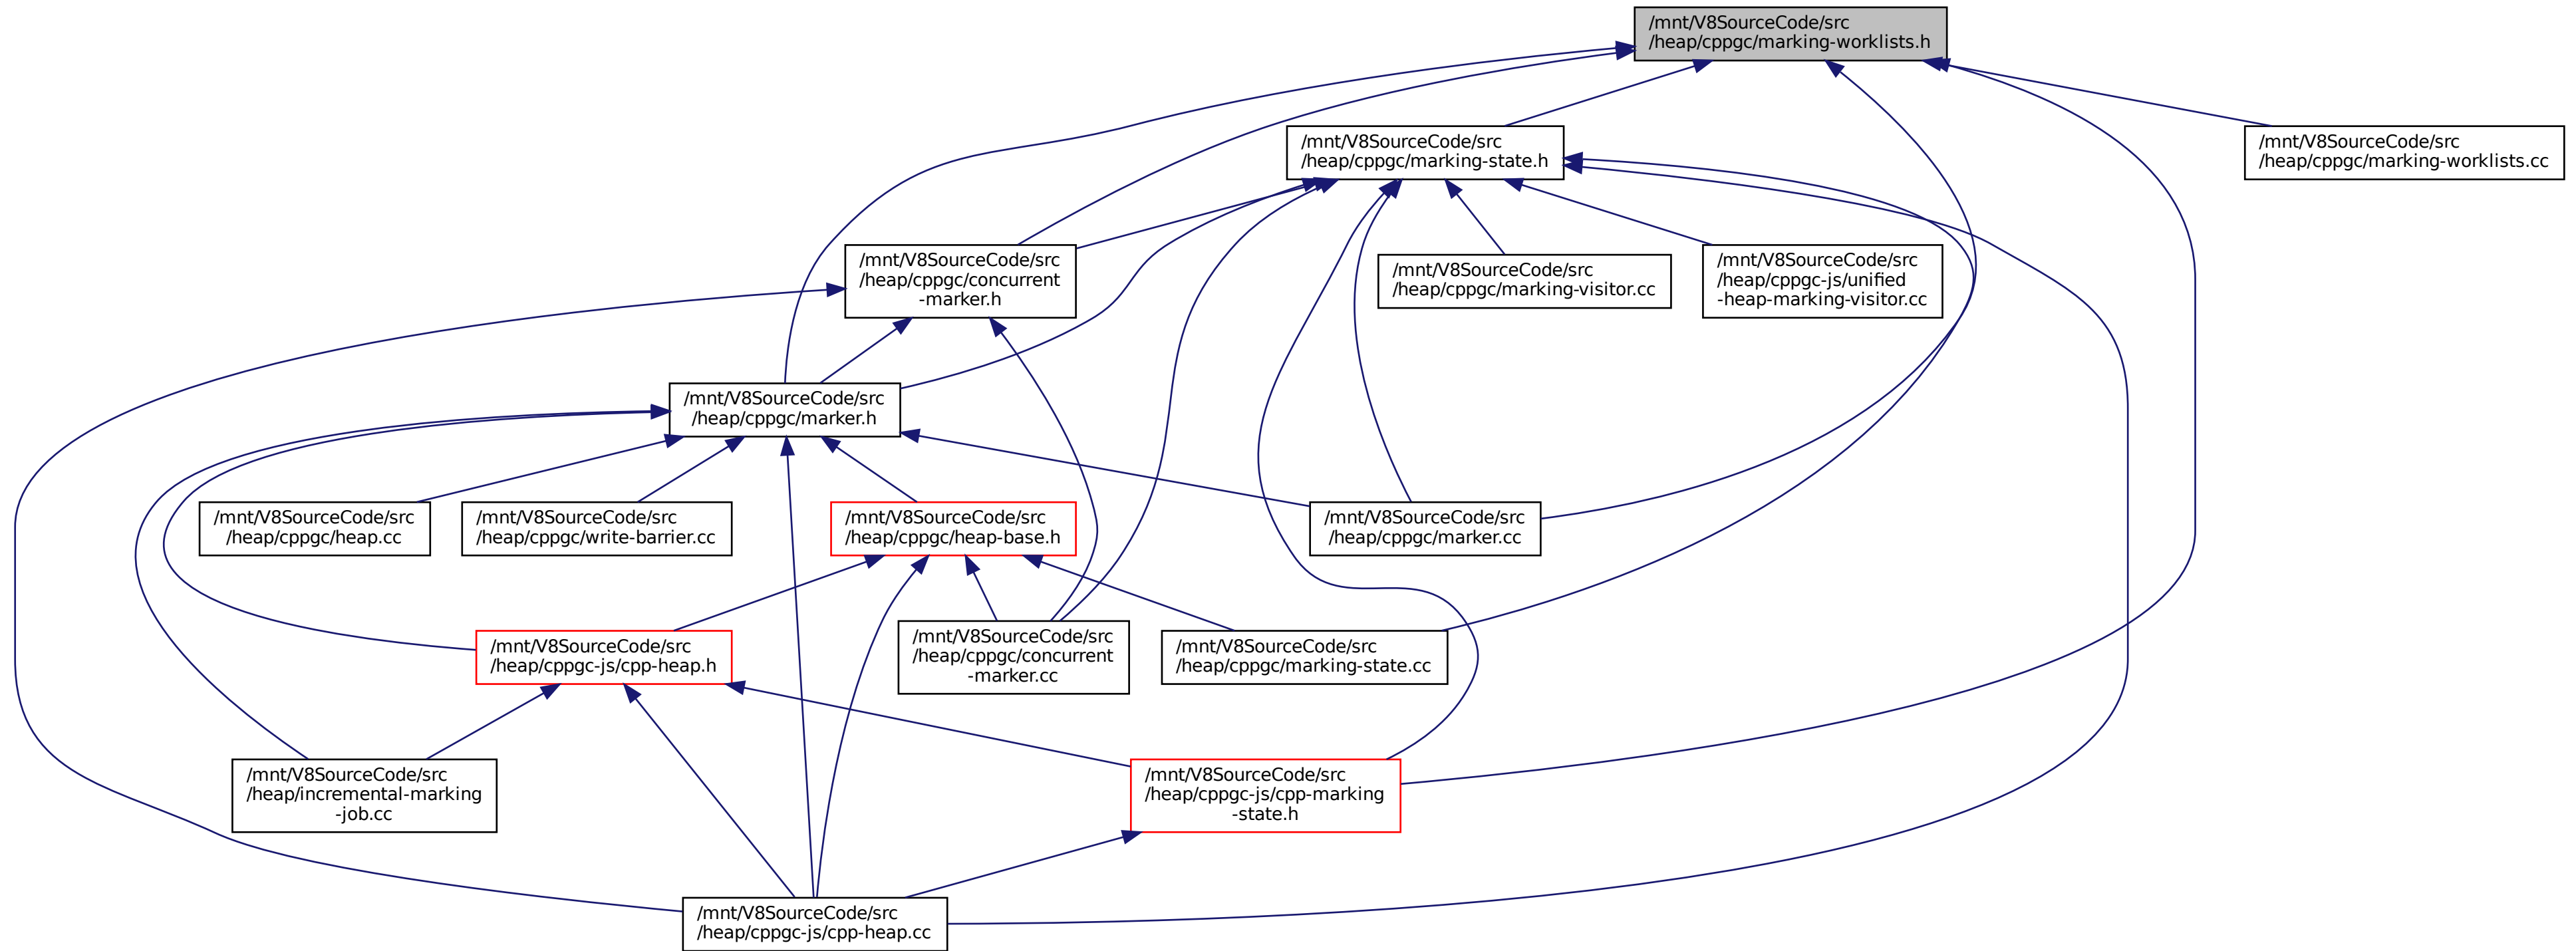 /mnt/V8SourceCode/src
/heap/cppgc/marking-worklists.h
/mnt/V8SourceCode/src
/heap/cppgc/marking-state.h
/mnt/V8SourceCode/src
/heap/cppgc/marking-worklists.cc
/mnt/V8SourceCode/src
/heap/cppgc/concurrent
-marker.h
/mnt/V8SourceCode/src
/heap/cppgc/marking-visitor.cc
/mnt/V8SourceCode/src
/heap/cppgc-js/unified
-heap-marking-visitor.cc
/mnt/V8SourceCode/src
/heap/cppgc/marker.h
/mnt/V8SourceCode/src
/heap/cppgc/heap.cc
/mnt/V8SourceCode/src
/heap/cppgc/write-barrier.cc
/mnt/V8SourceCode/src
/heap/cppgc/heap-base.h
/mnt/V8SourceCode/src
/heap/cppgc/marker.cc
/mnt/V8SourceCode/src
/heap/cppgc-js/cpp-heap.h
/mnt/V8SourceCode/src
/heap/cppgc/concurrent
-marker.cc
/mnt/V8SourceCode/src
/heap/cppgc/marking-state.cc
/mnt/V8SourceCode/src
/heap/incremental-marking
-job.cc
/mnt/V8SourceCode/src
/heap/cppgc-js/cpp-marking
-state.h
/mnt/V8SourceCode/src
/heap/cppgc-js/cpp-heap.cc